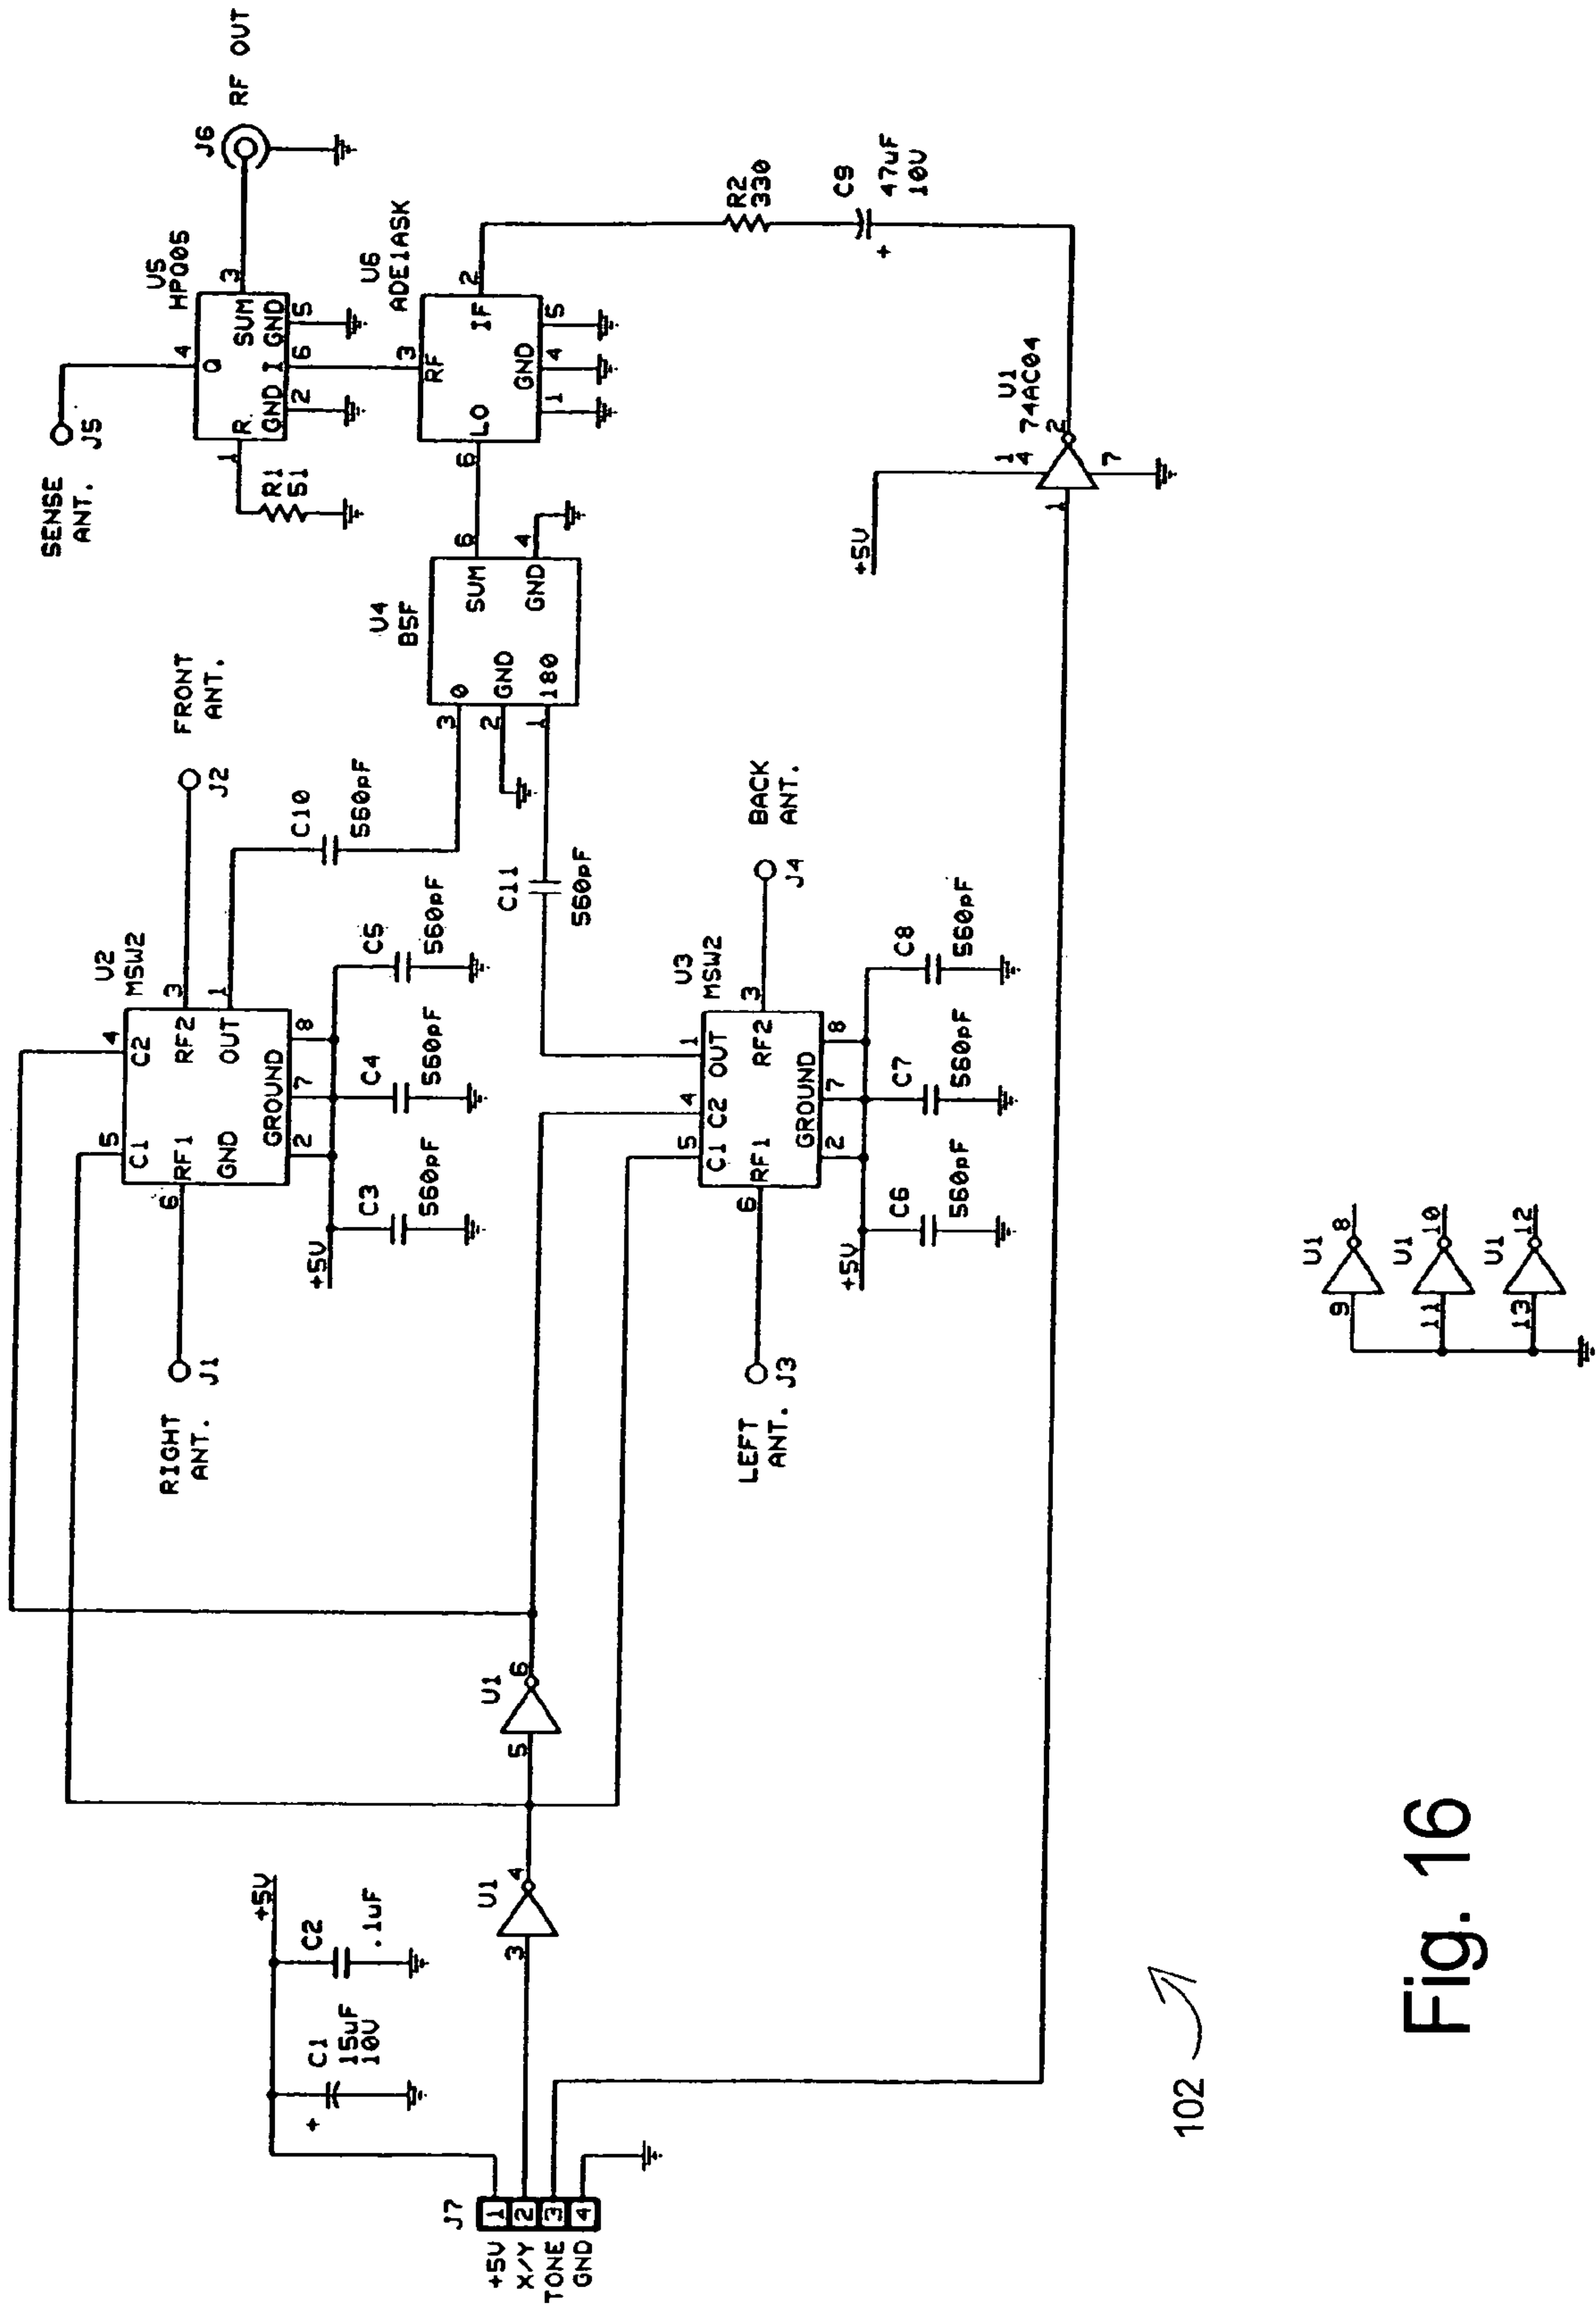 SENSE
ANT.
J5
4
U5
HPQ05
Q
R
SUM
GND
I
GND
1
2
6
5
3
J6
RF OUT
R1
51
U6
ADE1ASK
3
RF
LO
IF
GND
6
1
4
5
2
R2
330
C9
47uF
10V
+
U4
BSF
0
SUM
GND
180
GND
3
2
1
6
4
FRONT
ANT.
J2
C10
560pF
C11
560pF
U2
MSW2
5
4
C1
C2
RF1
RF2
GND
OUT
GROUND
6
3
1
2
7
8
RIGHT
ANT.
J1
+5V
C3
560pF
C4
560pF
C5
560pF
U3
MSW2
5
4
1
C1
C2
OUT
RF1
RF2
GROUND
6
3
2
7
8
LEFT
ANT.
J3
BACK
ANT.
J4
+5V
C6
560pF
C7
560pF
C8
560pF
+5V
1
4
U1
74AC04
1
2
7
U1
5
6
U1
3
4
+5V
C1
15uF
10V
+
C2
.1uF
J7
+5V
1
X/Y
2
TONE
3
GND
4
U1
9
8
U1
11
10
U1
13
12
102
Fig. 16